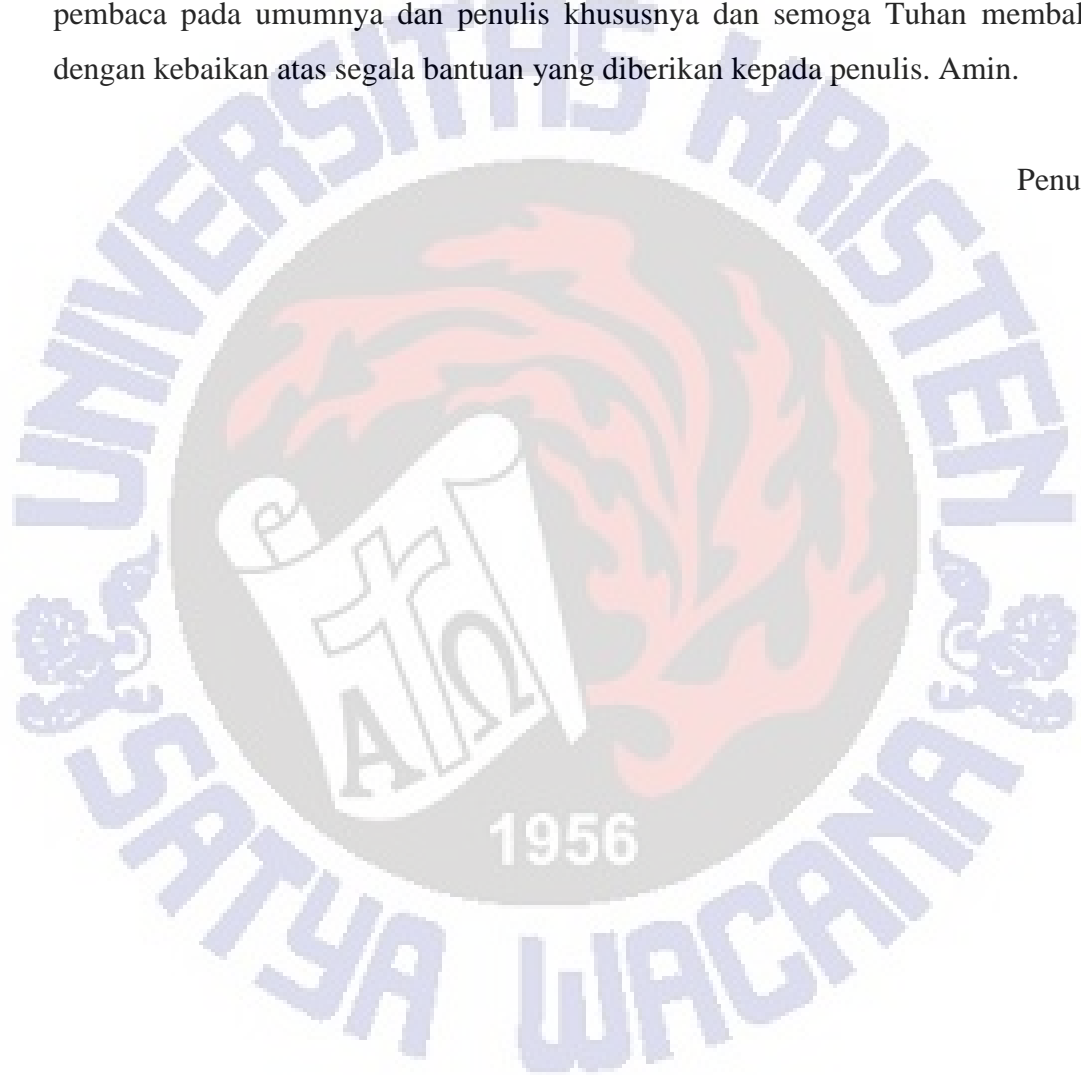 pembaca pada umumnya dan penulis khususnya dan semoga Tuhan membal
dengan kebaikan atas segala bantuan yang diberikan kepada penulis. Amin.
Penu
UNIVERSITAS KRISTEN
ΑΩ
1956
SATYA WACANA